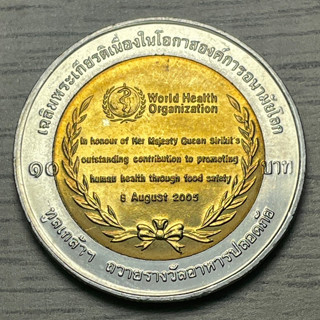 เฉลิมพระเกียรติเนื่องในโอกาสองค์การอนามัยโลก
World Health
Organization
In honour of Her Majesty Queen Sirikit's
outstanding contribution to promoting
human health through food safety
8 August 2005
๑๐ บาท
ทูลเกล้าฯ ถวายรางวัลอาหารปลอดภัย